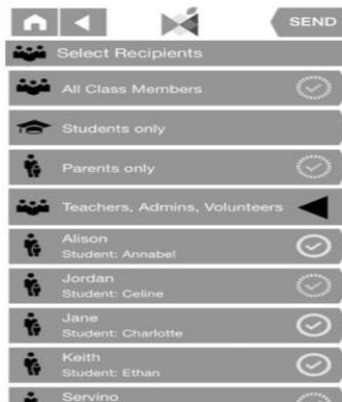 SEND
Select Recipients
All Class Members
Students only
Parents only
Teachers, Admins, Volunteers
Alison
Student: Annabel
Jordan
Student: Celine
Jane
Student: Charlotte
Keith
Student: Ethan
Servino